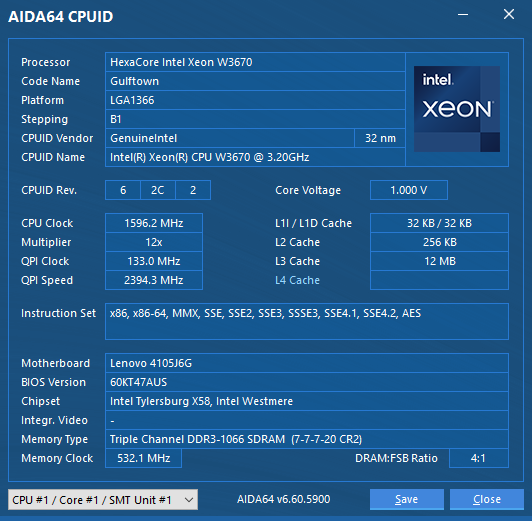 AIDA64 CPUID
Processor HexaCore Intel Xeon W3670
Code Name Gulftown
Platform LGA1366
Stepping B1
CPUID Vendor GenuineIntel 32 nm
CPUID Name Intel(R) Xeon(R) CPU W3670 @ 3.20GHz
intel
XEON
CPUID Rev. 6 2C 2 Core Voltage 1.000 V
CPU Clock 1596.2 MHz L1I / L1D Cache 32 KB / 32 KB
Multiplier 12x L2 Cache 256 KB
QPI Clock 133.0 MHz L3 Cache 12 MB
QPI Speed 2394.3 MHz L4 Cache
Instruction Set x86, x86-64, MMX, SSE, SSE2, SSE3, SSSE3, SSE4.1, SSE4.2, AES
Motherboard Lenovo 4105J6G
BIOS Version 60KT47AUS
Chipset Intel Tylersburg X58, Intel Westmere
Integr. Video -
Memory Type Triple Channel DDR3-1066 SDRAM (7-7-7-20 CR2)
Memory Clock 532.1 MHz DRAM:FSB Ratio 4:1
CPU #1 / Core #1 / SMT Unit #1 AIDA64 v6.60.5900 Save Close